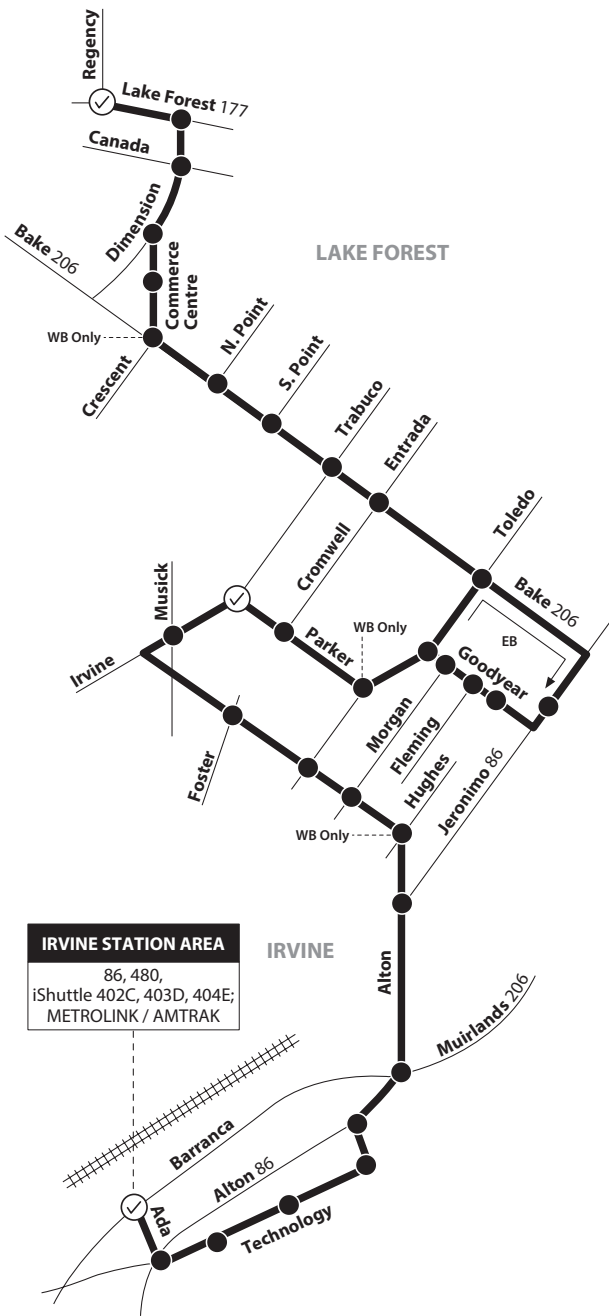 Regency
Lake Forest 177
Canada
Dimension
Bake 206
LAKE FOREST
Commerce
Centre
WB Only
Crescent
N. Point
S. Point
Trabuco
Entrada
Cromwell
Toledo
Bake 206
Musick
WB Only
EB
Parker
Goodyear
Irvine
Morgan
Fleming
Foster
Hughes
Jeronimo 86
WB Only
IRVINE STATION AREA
86, 480,
iShuttle 402C, 403D, 404E;
METROLINK / AMTRAK
IRVINE
Alton
Muirlands 206
Barranca
Alton 86
Ada
Technology